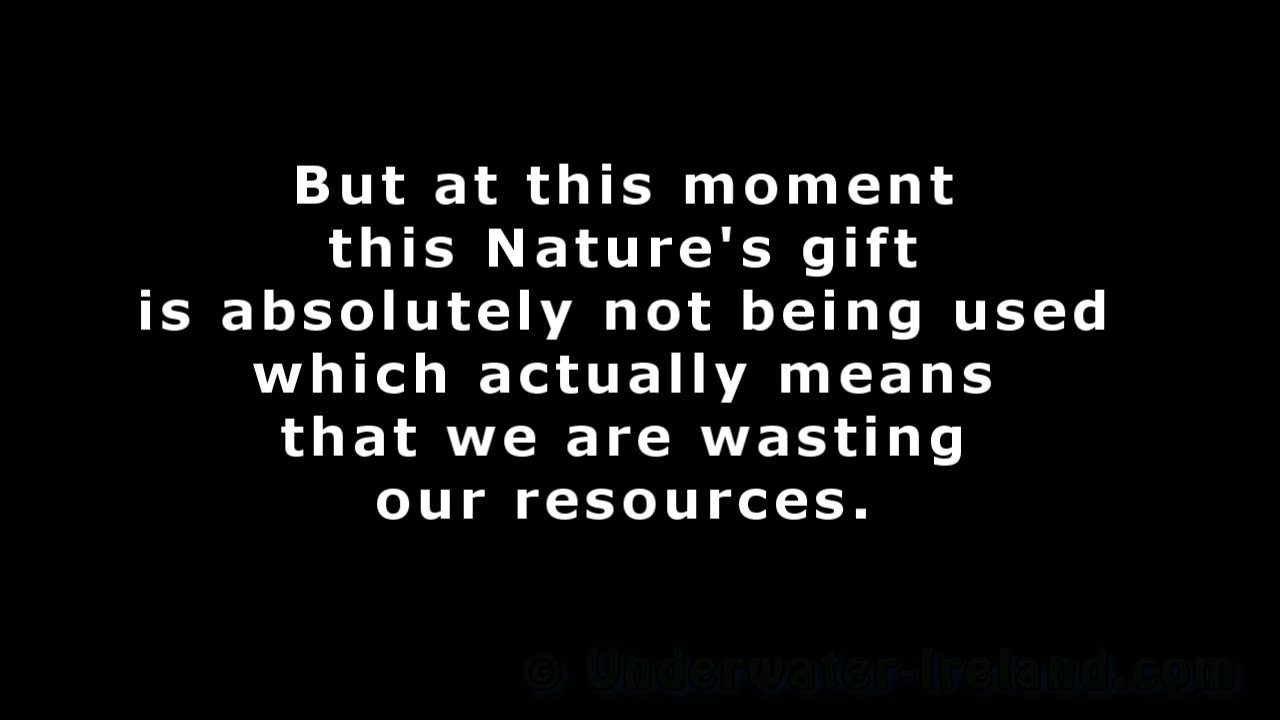 But at this moment
this Nature's gift
is absolutely not being used
which actually means
that we are wasting
our resources.
© Underwater-Ireland.com